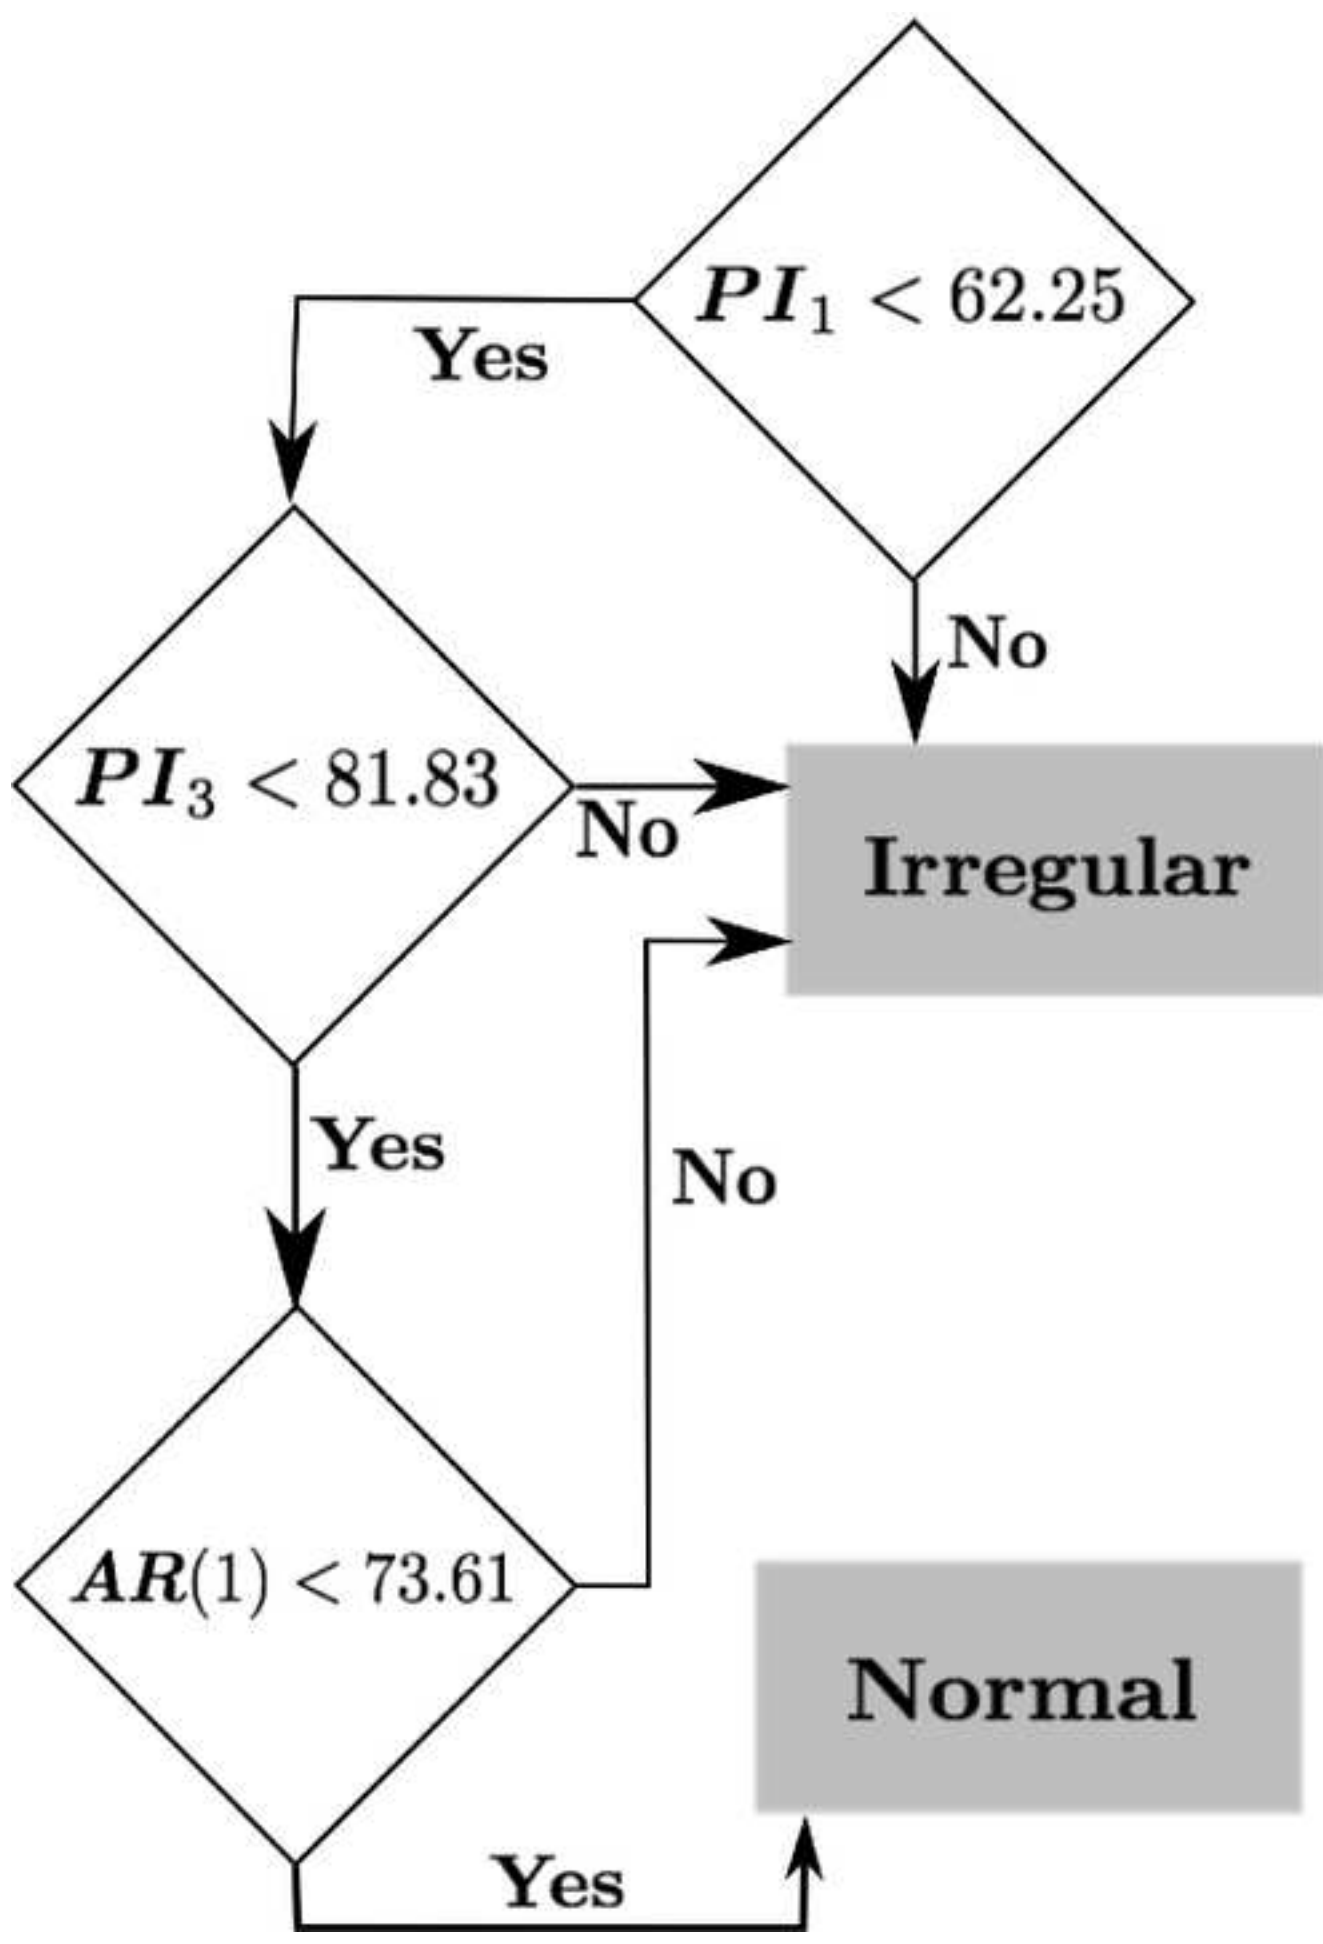 PI₁ < 62.25
Yes
No
PI₃ < 81.83
No
Irregular
Yes
No
AR(1) < 73.61
Normal
Yes